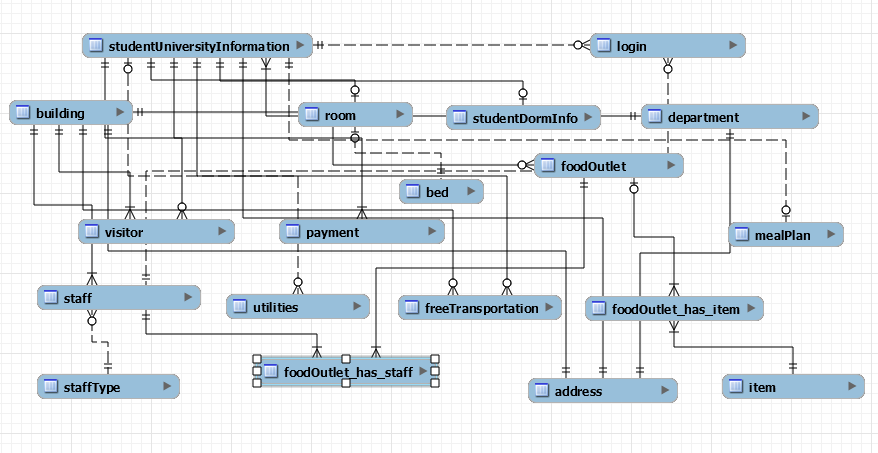 studentUniversityInformation
login
building
room
studentDormInfo
department
foodOutlet
bed
visitor
payment
mealPlan
staff
utilities
freeTransportation
foodOutlet_has_item
foodOutlet_has_staff
staffType
address
item